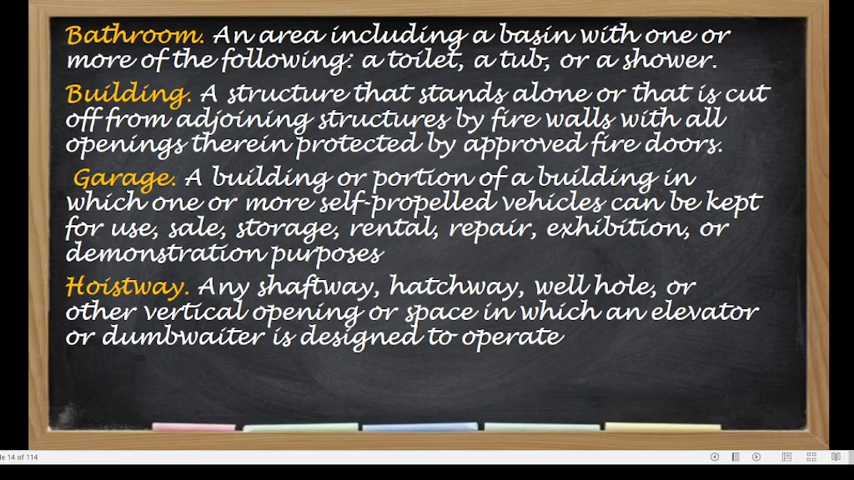 Bathroom. An area including a basin with one or
more of the following: a toilet, a tub, or a shower.
Building. A structure that stands alone or that is cut
off from adjoining structures by fire walls with all
openings therein protected by approved fire doors.
Garage. A building or portion of a building in
which one or more self-propelled vehicles can be kept
for use, sale, storage, rental, repair, exhibition, or
demonstration purposes
Hoistway. Any shaftway, hatchway, well hole, or
other vertical opening or space in which an elevator
or dumbwaiter is designed to operate
de 14 of 114